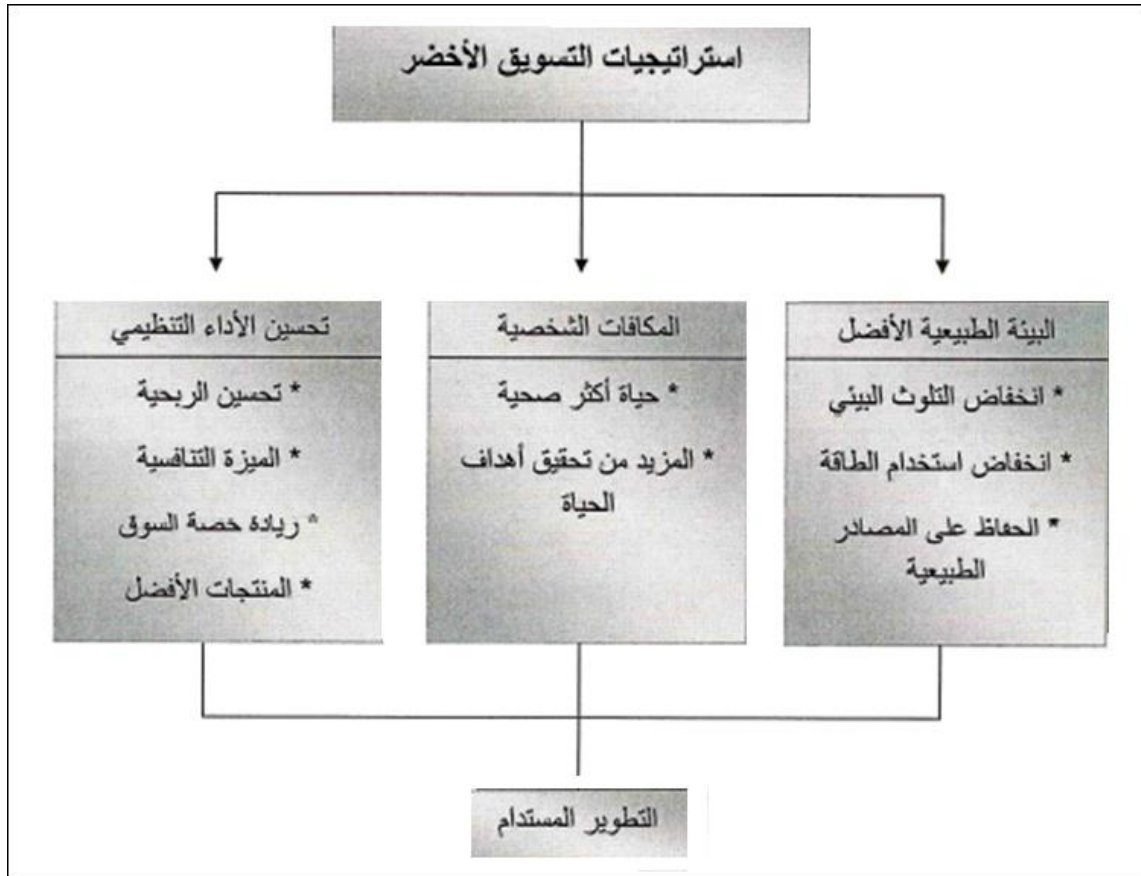 استراتيجيات التسويق الأخضر
البيئة الطبيعية الأفضل
* انخفاض التلوث البيئي
* انخفاض استخدام الطاقة
* الحفاظ على المصادر
الطبيعية
المكافات الشخصية
* حياة أكثر صحية
* المزيد من تحقيق أهداف
الحياة
تحسين الأداء التنظيمي
* تحسين الربحية
* الميزة التنافسية
* زيادة حصة السوق
* المنتجات الأفضل
التطوير المستدام